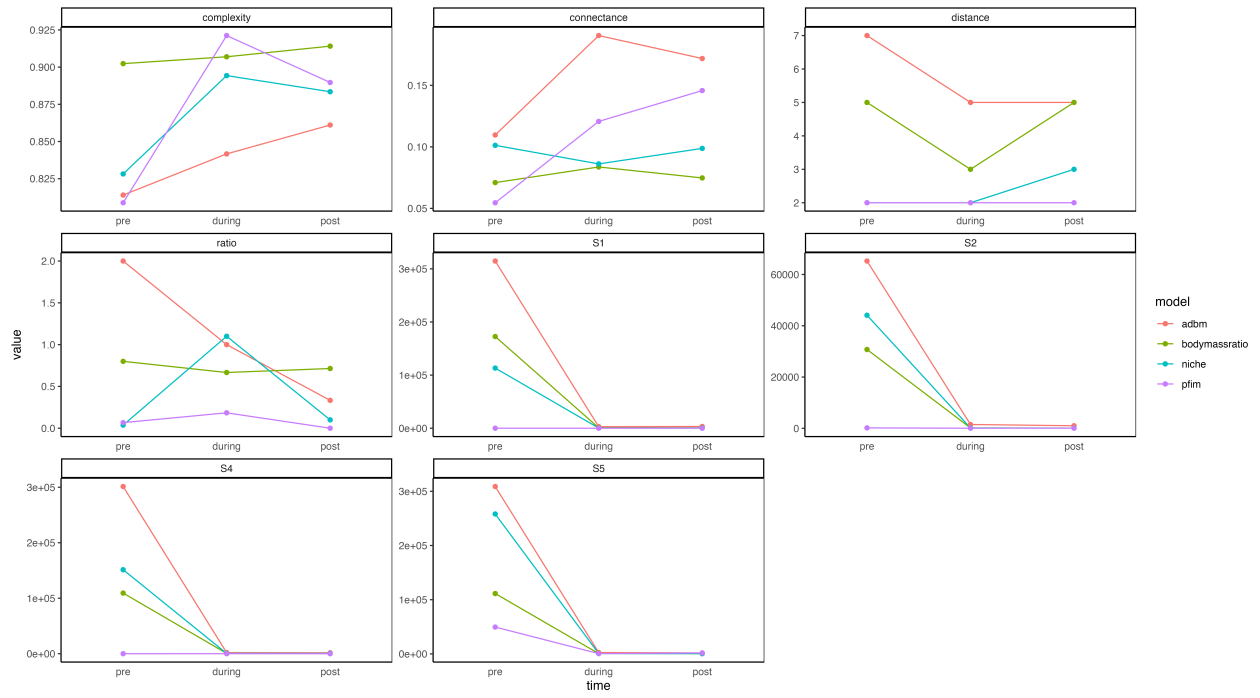 complexity
0.925
0.900
0.875
0.850
0.825
pre during post
connectance
0.15
0.10
0.05
pre during post
distance
7
6
5
4
3
2
pre during post
ratio
2.0
1.5
1.0
0.5
0.0
pre during post
S1
3e+05
2e+05
1e+05
0e+00
pre during post
S2
60000
40000
20000
0
pre during post
S4
3e+05
2e+05
1e+05
0e+00
pre during post
S5
3e+05
2e+05
1e+05
0e+00
pre during post
value
time
model
adbm
bodymassratio
niche
pfim